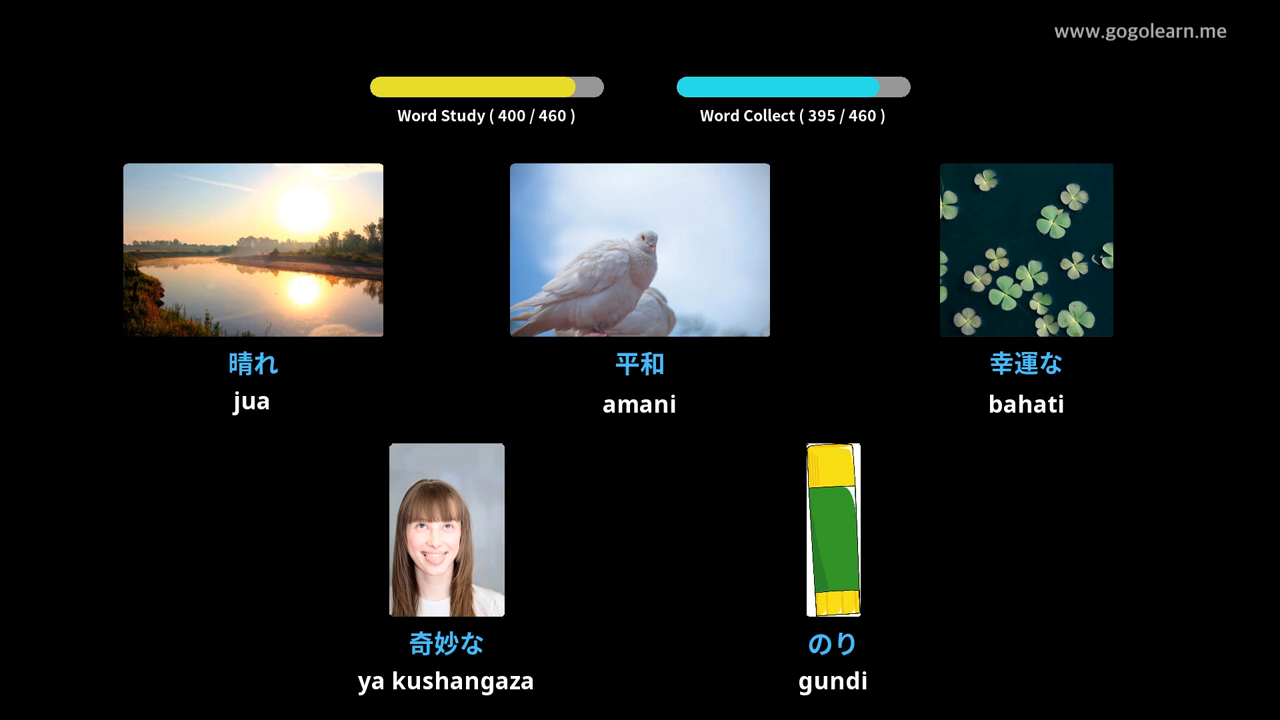 www.gogolearn.me
Word Study ( 400 / 460 )
Word Collect ( 395 / 460 )
晴れ
jua
平和
amani
幸運な
bahati
奇妙な
ya kushangaza
のり
gundi